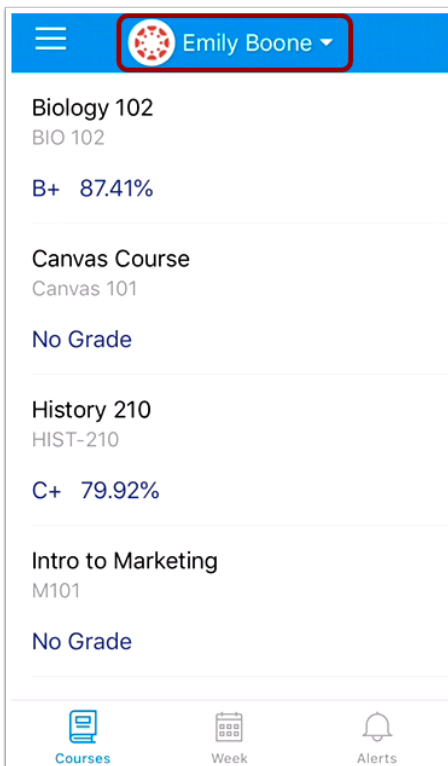 Emily Boone
Biology 102
BIO 102
B+ 87.41%
Canvas Course
Canvas 101
No Grade
History 210
HIST-210
C+ 79.92%
Intro to Marketing
M101
No Grade
Courses Week Alerts